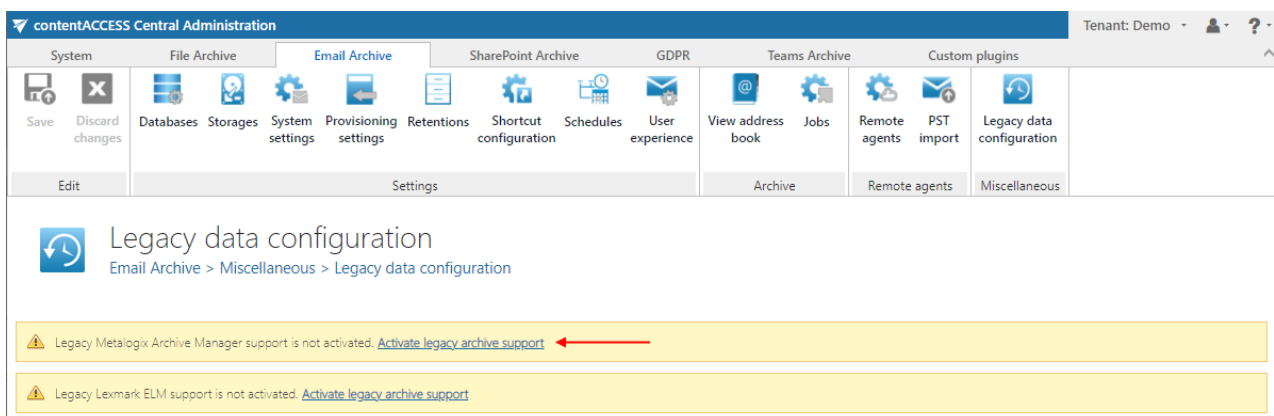 contentACCESS Central Administration
Tenant: Demo
?
System File Archive Email Archive SharePoint Archive GDPR Teams Archive Custom plugins
Save Discard changes Databases Storages System settings Provisioning settings Retentions Shortcut configuration Schedules User experience View address book Jobs Remote agents PST import Legacy data configuration
Edit Settings Archive Remote agents Miscellaneous
Legacy data configuration
Email Archive > Miscellaneous > Legacy data configuration
Legacy Metalogix Archive Manager support is not activated. Activate legacy archive support
Legacy Lexmark ELM support is not activated. Activate legacy archive support